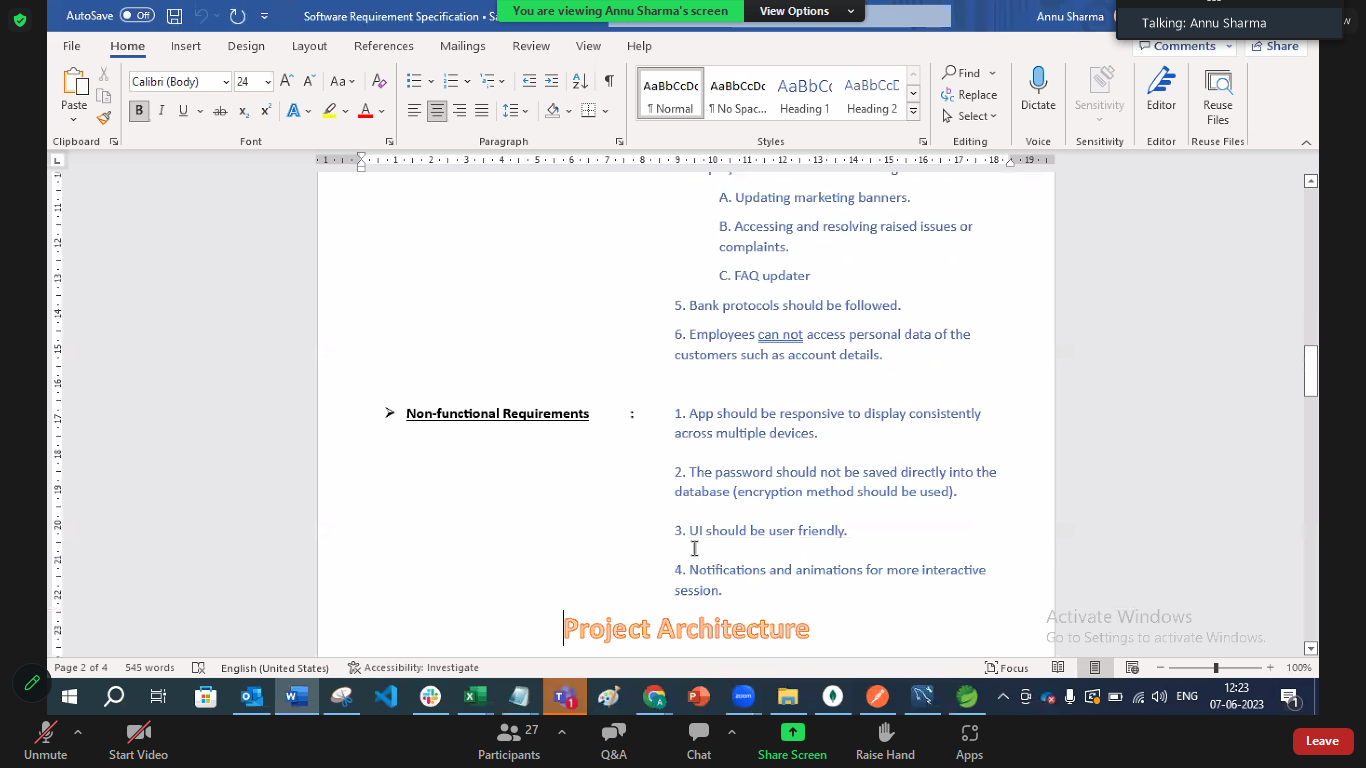 AutoSave Off
Software Requirement Specification
You are viewing Annu Sharma's screen
View Options
Annu Sharma
Talking: Annu Sharma
File Home Insert Design Layout References Mailings Review View Help
Comments Share
Paste
Clipboard
Calibri (Body) 24
Font
Paragraph
AaBbCcDc AaBbCcDc AaBbCc AaBbCcC
¶ Normal ¶ No Spac... Heading 1 Heading 2
Styles
Find
Replace
Select
Editing
Dictate
Voice
Sensitivity
Sensitivity
Editor
Editor
Reuse Files
Reuse Files
A. Updating marketing banners.
B. Accessing and resolving raised issues or
complaints.
C. FAQ updater
5. Bank protocols should be followed.
6. Employees can not access personal data of the
customers such as account details.
➢ Non-functional Requirements : 1. App should be responsive to display consistently
across multiple devices.
2. The password should not be saved directly into the
database (encryption method should be used).
3. UI should be user friendly.
4. Notifications and animations for more interactive
session.
Project Architecture
Activate Windows
Go to Settings to activate Windows.
Page 2 of 4 545 words English (United States) Accessibility: Investigate Focus 100%
ENG 12:23
07-06-2023
Unmute Start Video Participants 27 Q&A Chat Share Screen Raise Hand Apps Leave